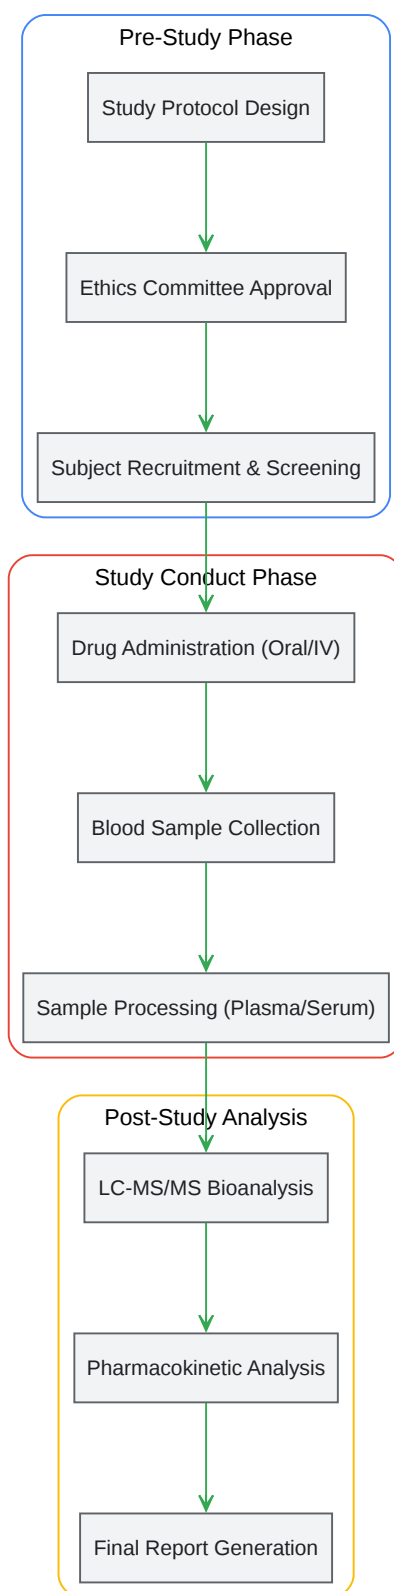 Pre-Study Phase
Study Protocol Design
Ethics Committee Approval
Subject Recruitment & Screening
Study Conduct Phase
Drug Administration (Oral/IV)
Blood Sample Collection
Sample Processing (Plasma/Serum)
Post-Study Analysis
LC-MS/MS Bioanalysis
Pharmacokinetic Analysis
Final Report Generation